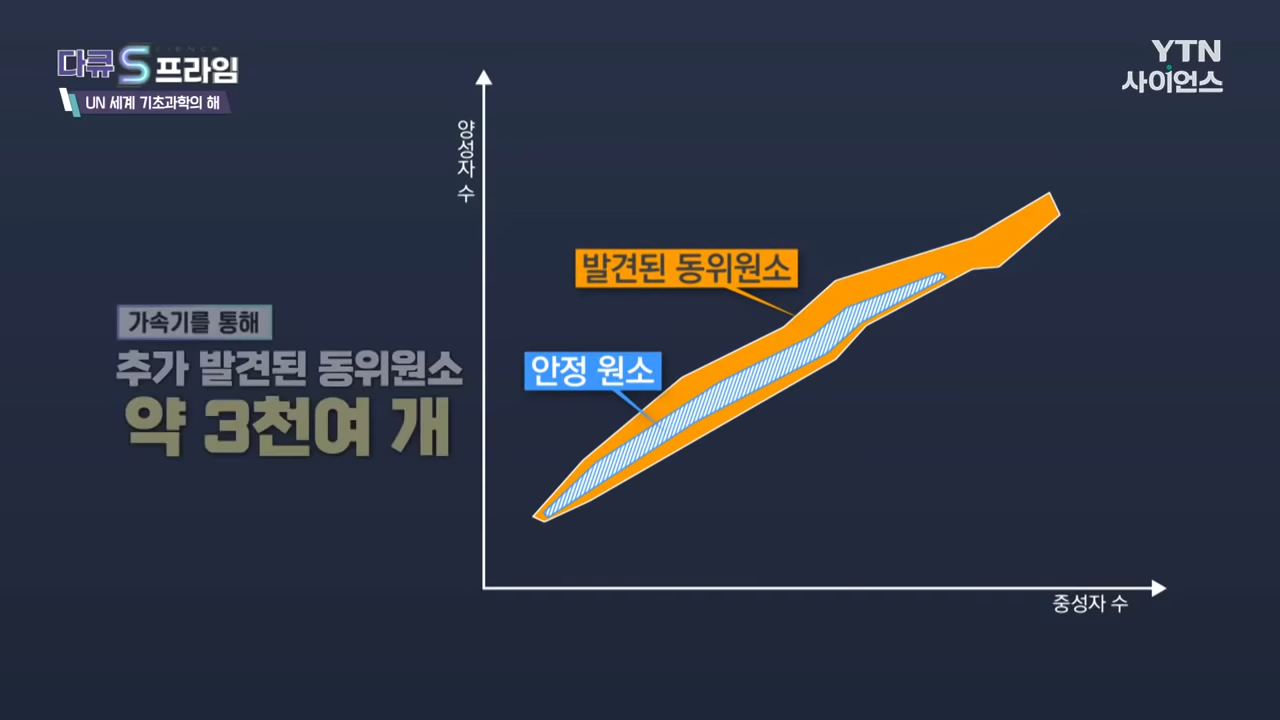 다큐 S 프라임
UN 세계 기초과학의 해
YTN
사이언스
양성자 수
발견된 동위원소
안정 원소
가속기를 통해
추가 발견된 동위원소
약 3천여 개
중성자 수